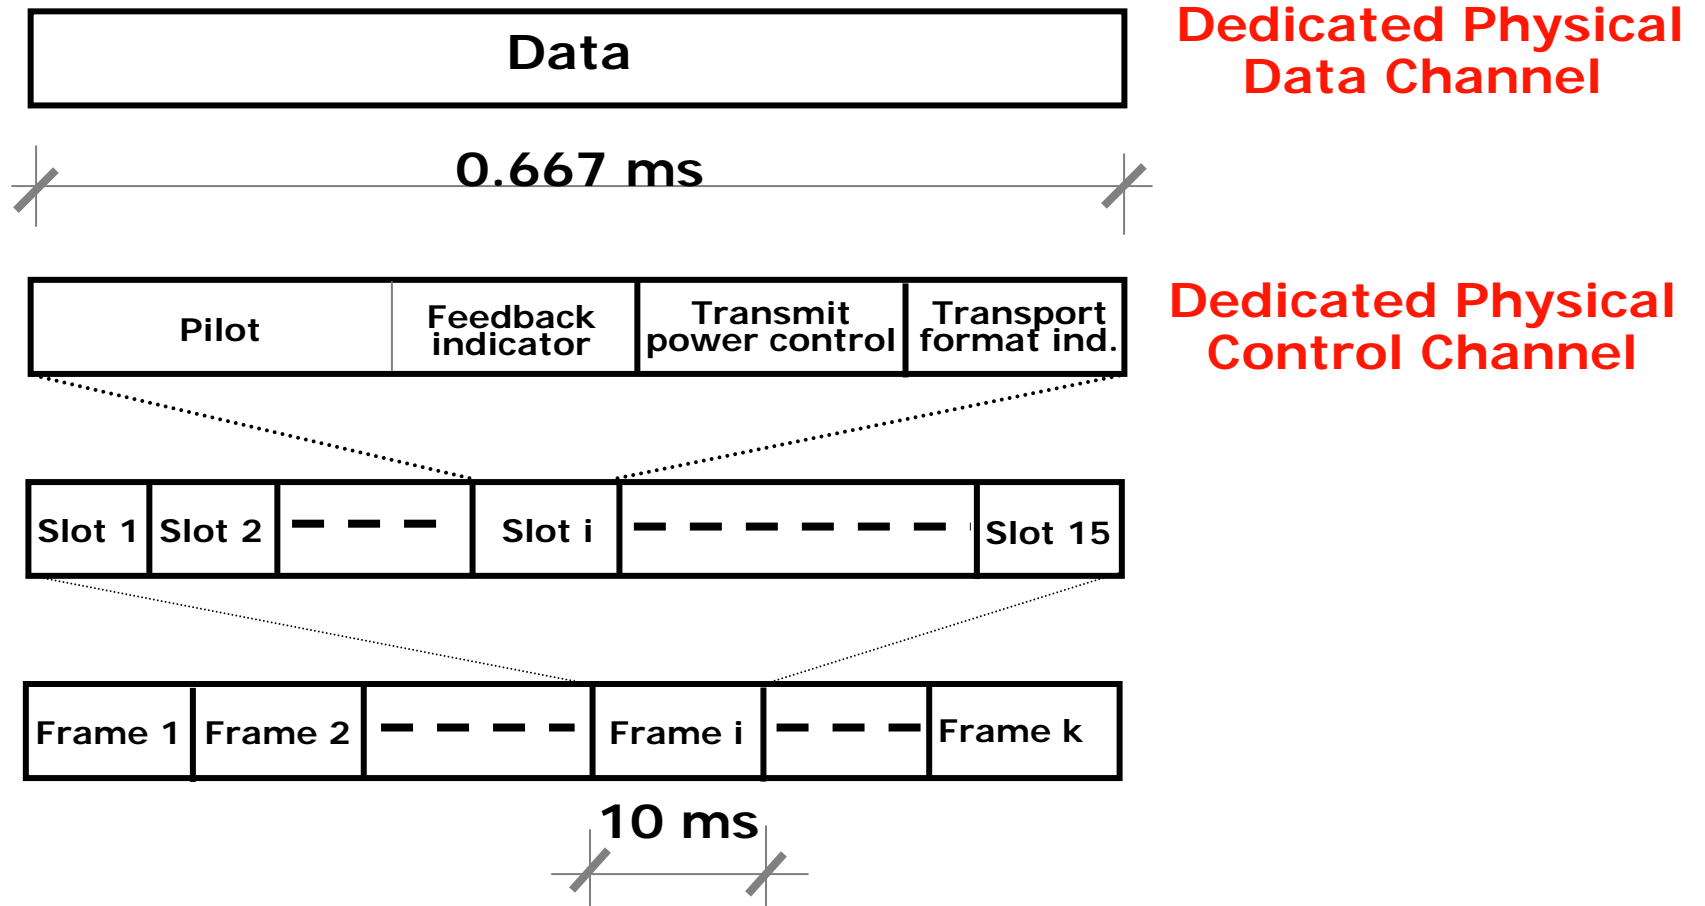 Data
Dedicated Physical
Data Channel
0.667 ms
Pilot
Feedback
indicator
Transmit
power control
Transport
format ind.
Dedicated Physical
Control Channel
Slot 1
Slot 2
Slot i
Slot 15
Frame 1
Frame 2
Frame i
Frame k
10 ms